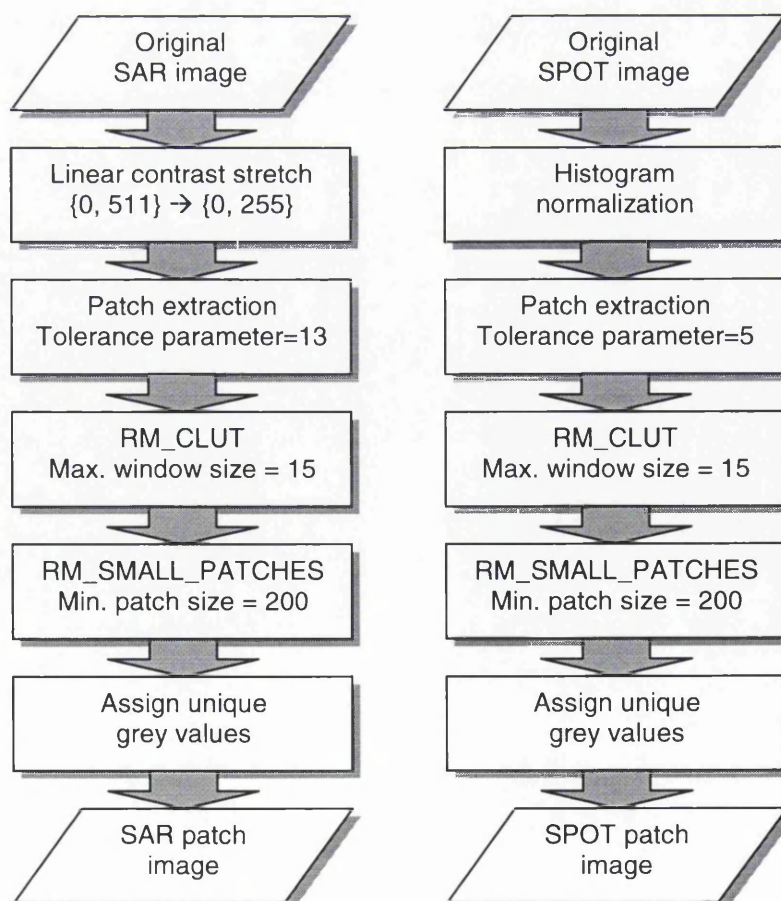 Original
SAR image
Linear contrast stretch
{0, 511} → {0, 255}
Patch extraction
Tolerance parameter=13
RM_CLUT
Max. window size = 15
RM_SMALL_PATCHES
Min. patch size = 200
Assign unique
grey values
SAR patch
image
Original
SPOT image
Histogram
normalization
Patch extraction
Tolerance parameter=5
RM_CLUT
Max. window size = 15
RM_SMALL_PATCHES
Min. patch size = 200
Assign unique
grey values
SPOT patch
image